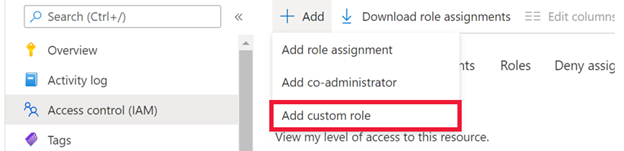 Search (Ctrl+/)
«
+ Add
Download role assignments
Edit columns
Overview
Activity log
Access control (IAM)
Tags
Add role assignment
Add co-administrator
Add custom role
nts
Roles
Deny assig
View my level of access to this resource.